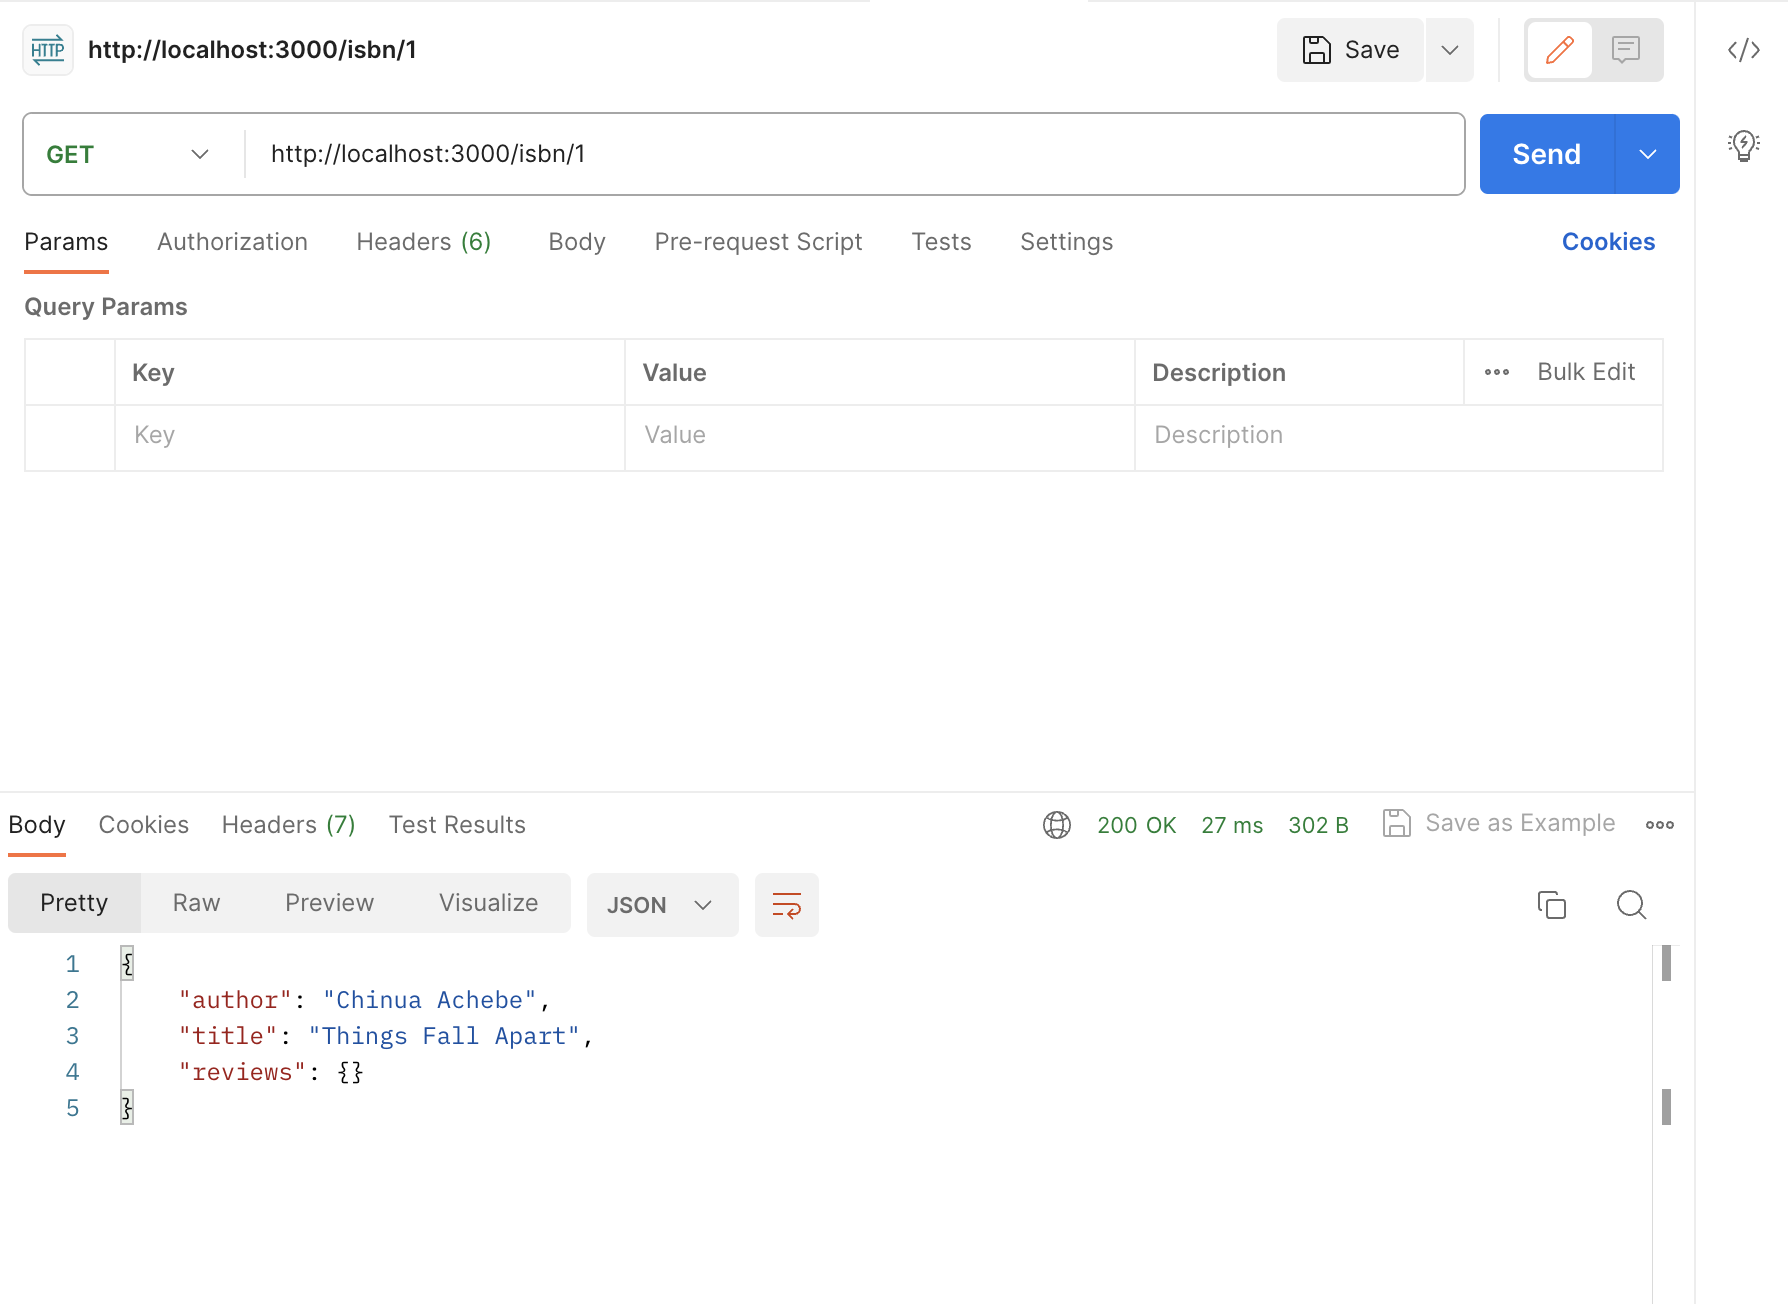 HTTP http://localhost:3000/isbn/1 Save
GET http://localhost:3000/isbn/1 Send
Params Authorization Headers (6) Body Pre-request Script Tests Settings Cookies
Query Params
Key Value Description Bulk Edit
Key Value Description
Body Cookies Headers (7) Test Results 200 OK 27 ms 302 B Save as Example
Pretty Raw Preview Visualize JSON
1 {
2 "author": "Chinua Achebe",
3 "title": "Things Fall Apart",
4 "reviews": {}
5 }